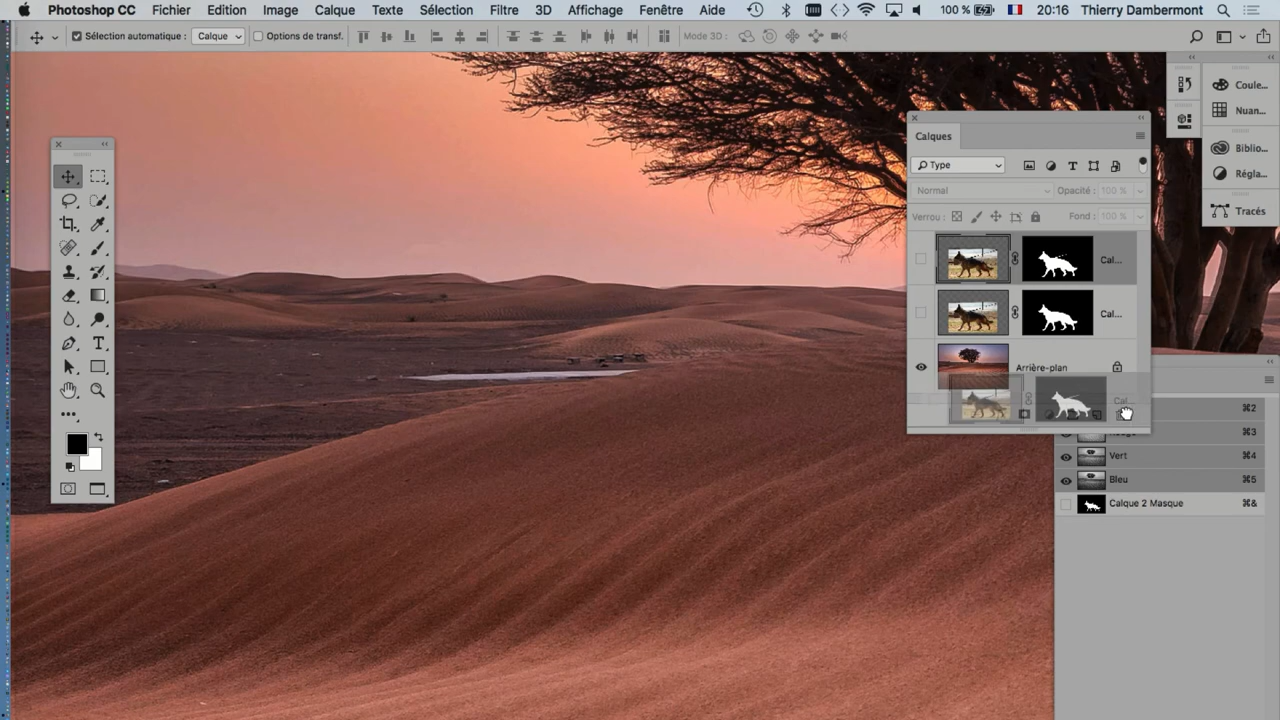 Photoshop CC Fichier Edition Image Calque Texte Sélection Filtre 3D Affichage Fenêtre Aide 100 % 20:16 Thierry Dambermont
Sélection automatique : Calque Options de transf. Mode 3D :
Calques
Type
Normal Opacité : 100 %
Verrou : Fond : 100 %
Cal...
Cal...
Arrière-plan
Cal...
Coule...
Nuan...
Biblio...
Régla...
Tracés
⌘2
⌘3
Vert ⌘4
Bleu ⌘5
Calque 2 Masque ⌘&